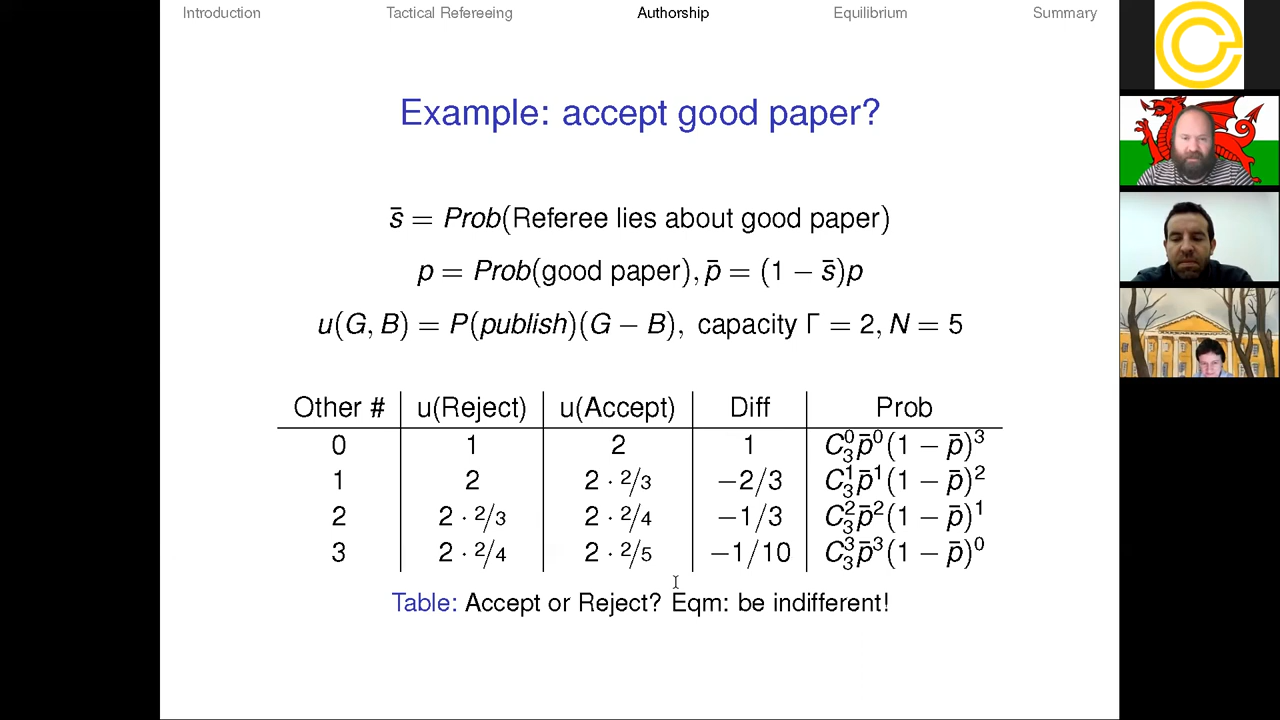 Introduction Tactical Refereeing Authorship Equilibrium Summary
Example: accept good paper?
s̄ = Prob(Referee lies about good paper)
p = Prob(good paper), p̄ = (1 − s̄)p
u(G, B) = P(publish)(G − B), capacity Γ = 2, N = 5
Other # u(Reject) u(Accept) Diff Prob
0 1 2 1 C₃⁰p̄⁰(1 − p̄)³
1 2 2 · 2/3 −2/3 C₃¹p̄¹(1 − p̄)²
2 2 · 2/3 2 · 2/4 −1/3 C₃²p̄²(1 − p̄)¹
3 2 · 2/4 2 · 2/5 −1/10 C₃³p̄³(1 − p̄)⁰
Table: Accept or Reject? Eqm: be indifferent!